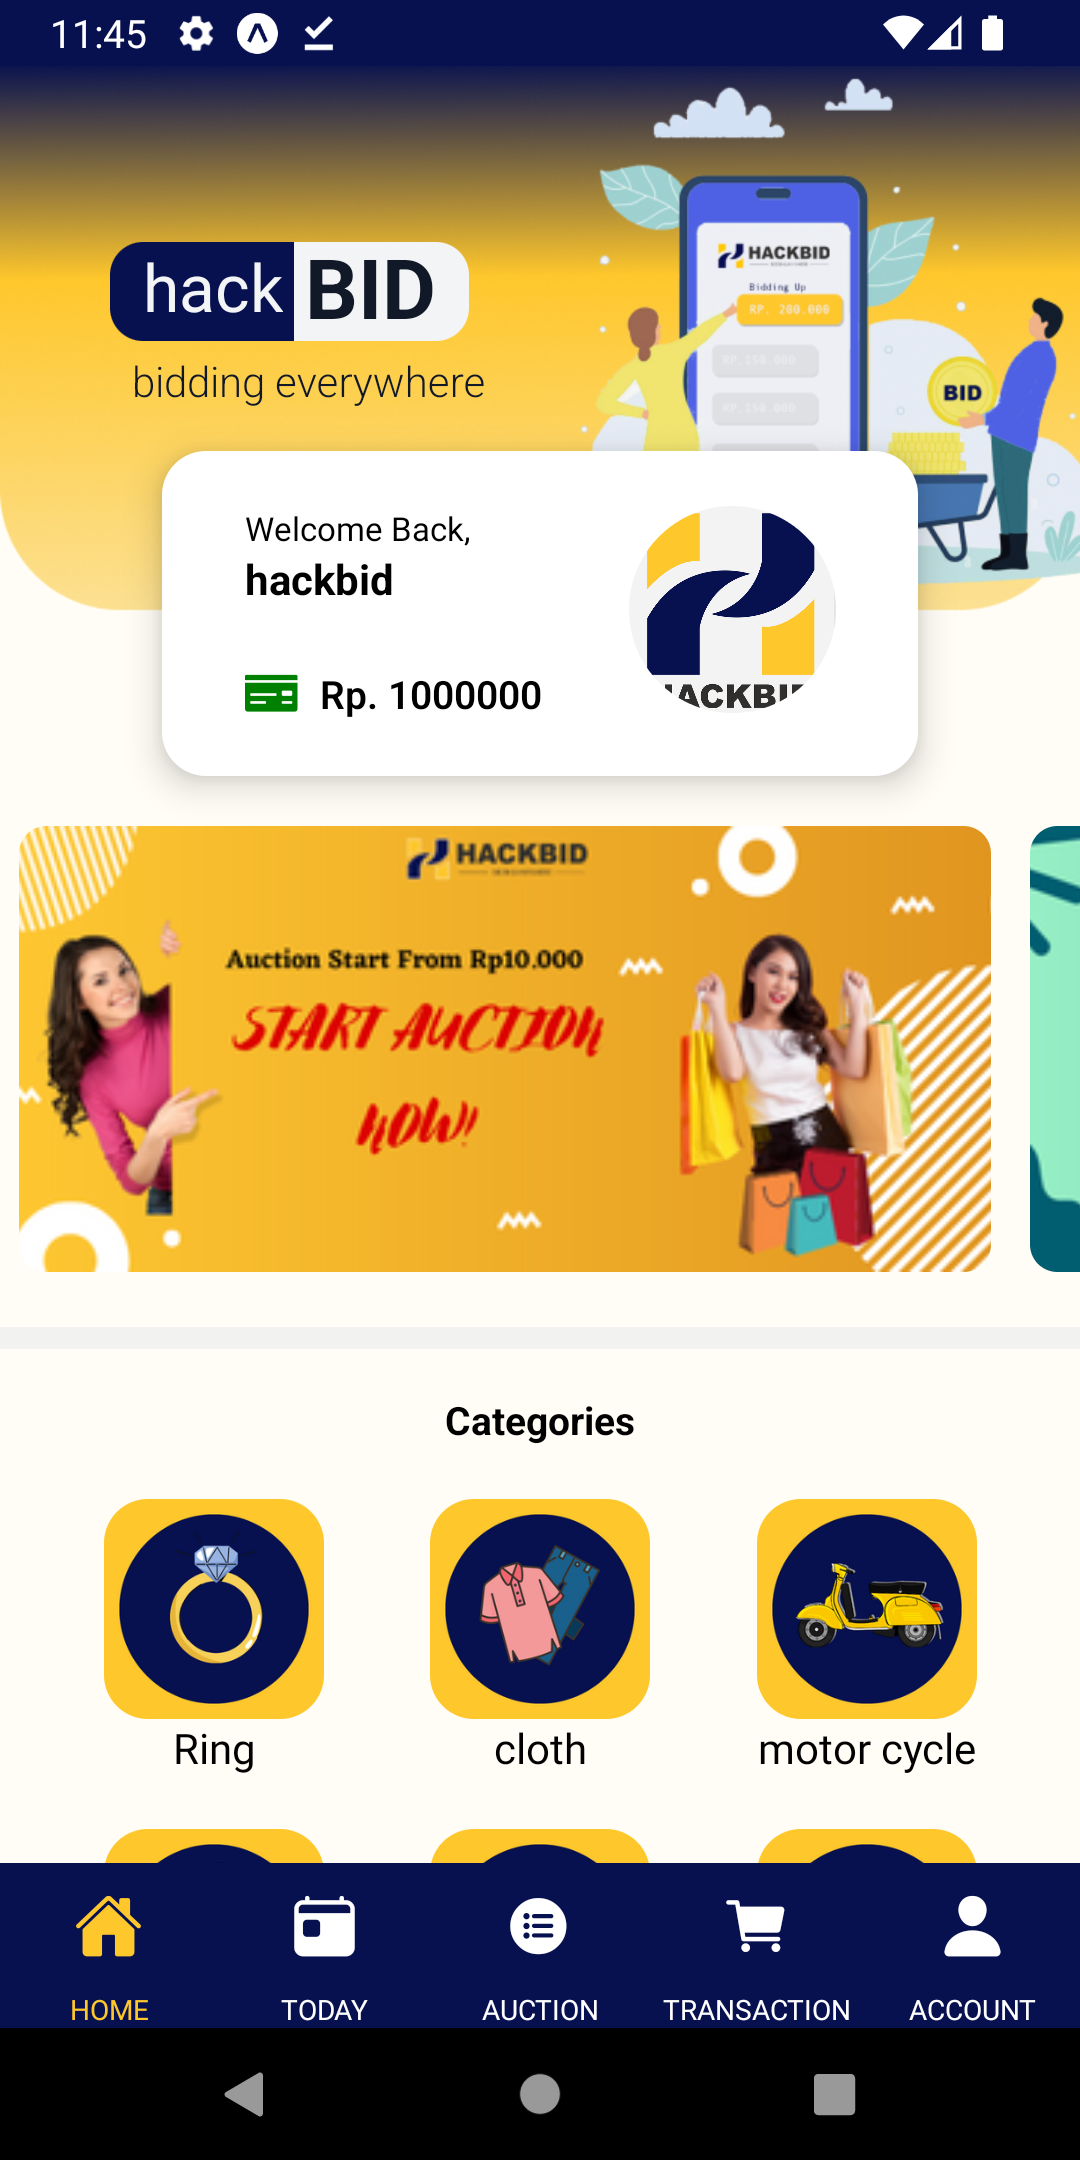 11:45
hack BID
bidding everywhere
HACKBID
Bidding Up
RP. 200.000
RP.150.000
RP.150.000
BID
Welcome Back,
hackbid
Rp. 1000000
HACKBID
Auction Start From Rp10.000
START AUCTION
NOW!
Categories
Ring
cloth
motor cycle
HOME
TODAY
AUCTION
TRANSACTION
ACCOUNT